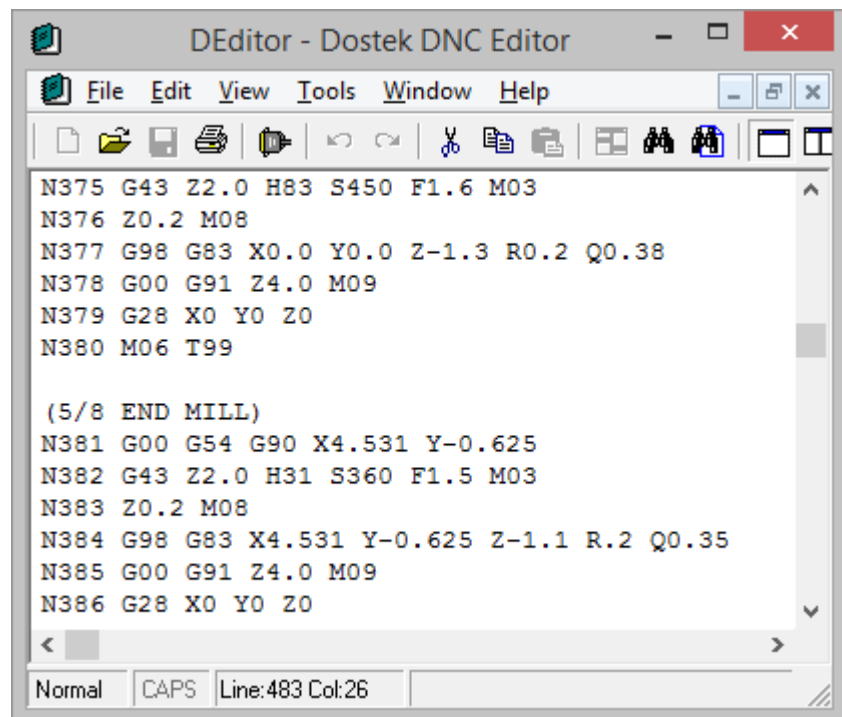 DEditor - Dostek DNC Editor
File Edit View Tools Window Help
N375 G43 Z2.0 H83 S450 F1.6 M03
N376 Z0.2 M08
N377 G98 G83 X0.0 Y0.0 Z-1.3 R0.2 Q0.38
N378 G00 G91 Z4.0 M09
N379 G28 X0 Y0 Z0
N380 M06 T99
(5/8 END MILL)
N381 G00 G54 G90 X4.531 Y-0.625
N382 G43 Z2.0 H31 S360 F1.5 M03
N383 Z0.2 M08
N384 G98 G83 X4.531 Y-0.625 Z-1.1 R.2 Q0.35
N385 G00 G91 Z4.0 M09
N386 G28 X0 Y0 Z0
Normal CAPS Line:483 Col:26